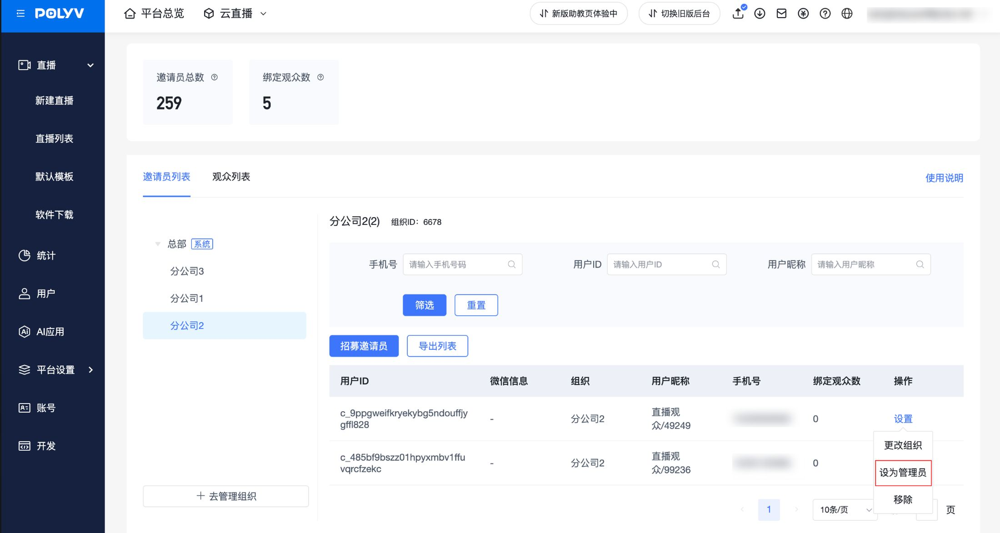 POLYV
平台总览
云直播
新版助教页体验中
切换旧版后台
直播
新建直播
直播列表
默认模板
软件下载
统计
用户
AI应用
平台设置
账号
开发
邀请员总数
259
绑定观众数
5
邀请员列表
观众列表
使用说明
总部 系统
分公司3
分公司1
分公司2
去管理组织
分公司2(2) 组织ID：6678
手机号 请输入手机号码
用户ID 请输入用户ID
用户昵称 请输入用户昵称
筛选
重置
招募邀请员
导出列表
用户ID 微信信息 组织 用户昵称 手机号 绑定观众数 操作
c_9ppgweifkryekybg5ndouffjy
gffl828
-
分公司2
直播观
众/49249
0
设置
c_485bf9bszz01hpyxmbv1ffu
vqrcfzekc
-
分公司2
直播观
众/99236
0
更改组织
设为管理员
移除
1
10条/页
页